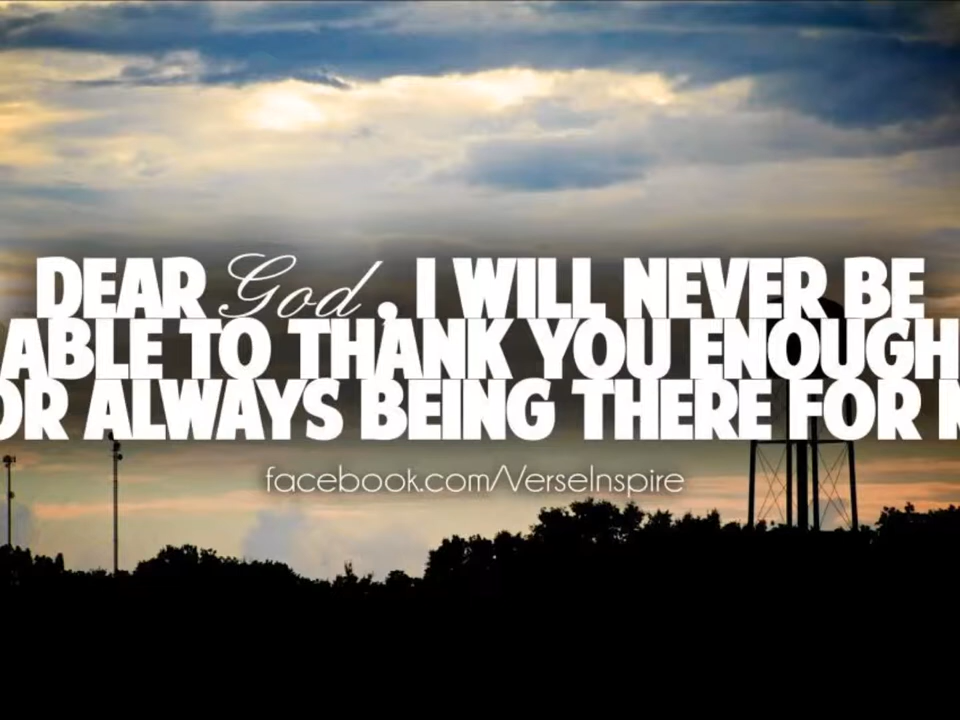 DEAR God, I WILL NEVER BE
ABLE TO THANK YOU ENOUGH
OR ALWAYS BEING THERE FOR
facebook.com/VerseInspire